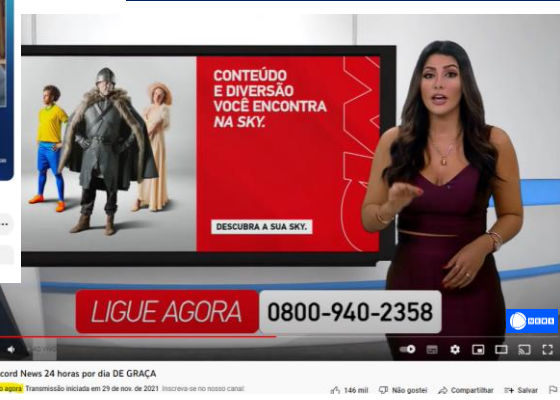 CONTEÚDO
E DIVERSÃO
VOCÊ ENCONTRA
NA SKY.
DESCUBRA A SUA SKY.
LIGUE AGORA 0800-940-2358
NEWS
cord News 24 horas por dia DE GRAÇA
o agora Transmissão iniciada em 29 de nov. de 2021 Inscreva-se no nosso canal:
146 mil Não gostei Compartilhar Salvar